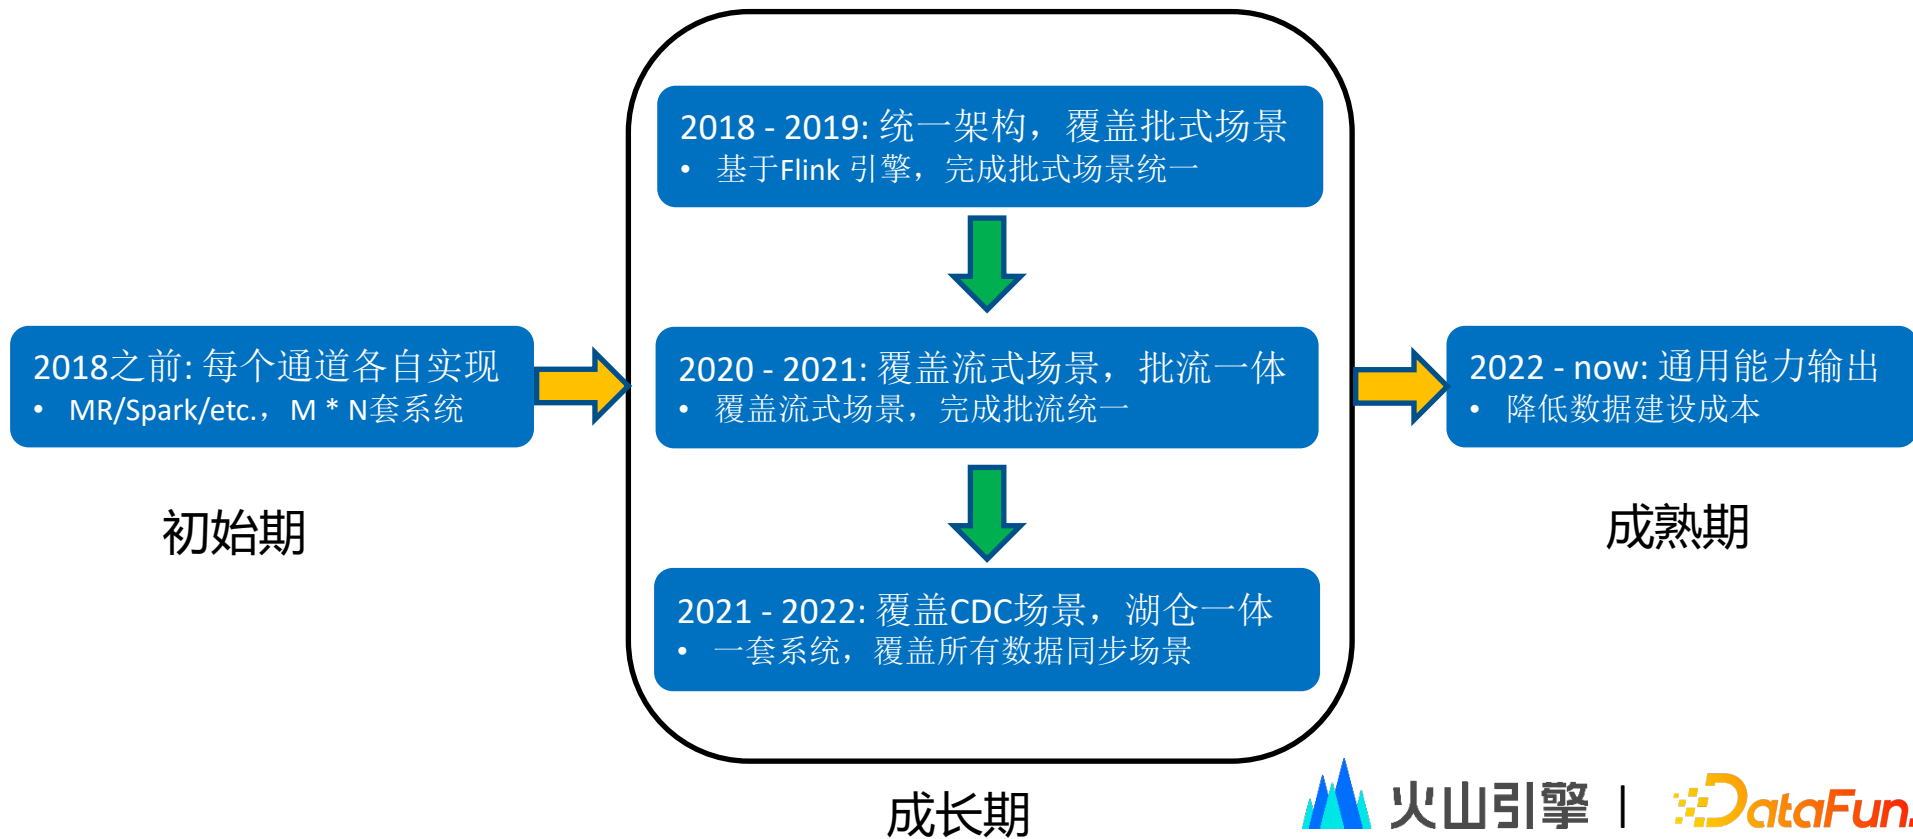 2018之前: 每个通道各自实现
• MR/Spark/etc.，M * N套系统
初始期
2018 - 2019: 统一架构，覆盖批式场景
• 基于Flink 引擎，完成批式场景统一
2020 - 2021: 覆盖流式场景，批流一体
• 覆盖流式场景，完成批流统一
2021 - 2022: 覆盖CDC场景，湖仓一体
• 一套系统，覆盖所有数据同步场景
成长期
2022 - now: 通用能力输出
• 降低数据建设成本
成熟期
火山引擎 | DataFun.